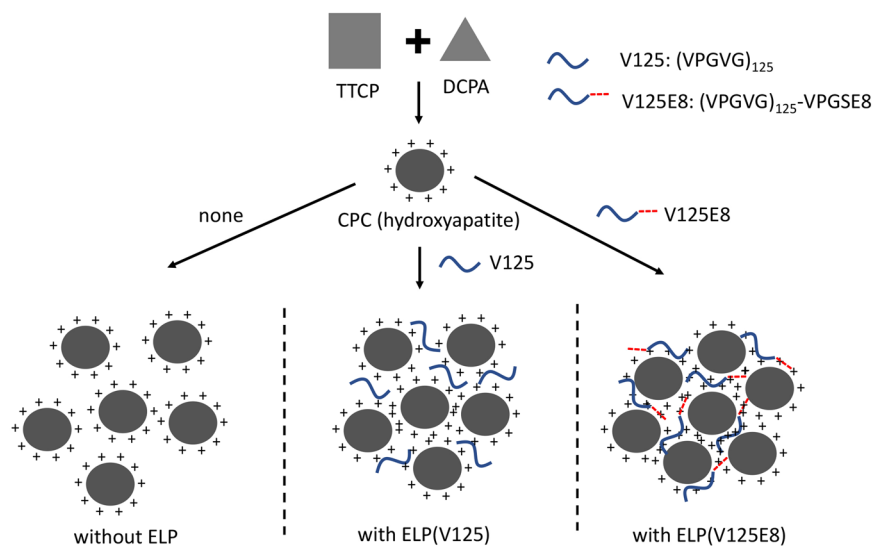 TTCP
DCPA
V125: (VPGVG)125
V125E8: (VPGVG)125-VPGSE8
CPC (hydroxyapatite)
none
V125
V125E8
without ELP
with ELP(V125)
with ELP(V125E8)